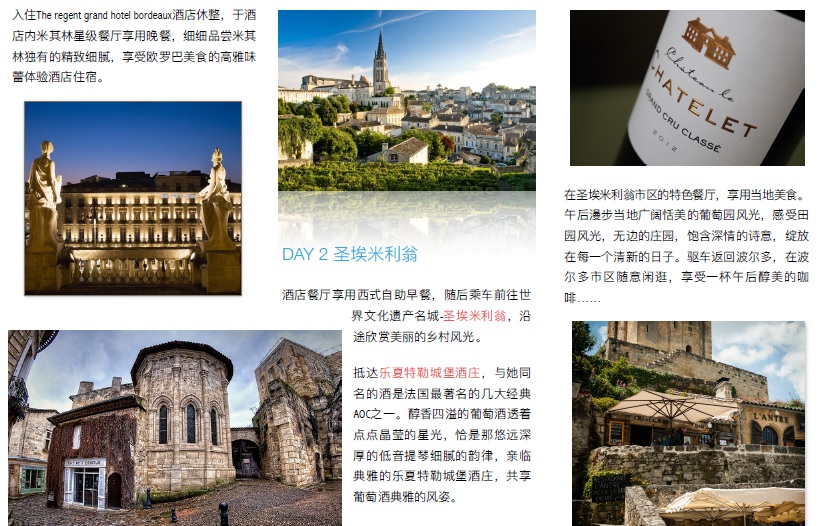 入住The regent grand hotel bordeaux酒店休整，于酒
店内米其林星级餐厅享用晚餐，细细品尝米其
林独有的精致细腻，享受欧罗巴美食的高雅味
蕾体验酒店住宿。
DAY 2 圣埃米利翁
酒店餐厅享用西式自助早餐，随后乘车前往世
界文化遗产名城-圣埃米利翁，沿
途欣赏美丽的乡村风光。
抵达乐夏特勒城堡酒庄，与她同
名的酒是法国最著名的几大经典
AOC之一。醇香四溢的葡萄酒透着
点点晶莹的星光，恰是那悠远深
厚的低音提琴细腻的韵律，亲临
典雅的乐夏特勒城堡酒庄，共享
葡萄酒典雅的风姿。
Château le
CHATELET
GRAND CRU CLASSÉ
2012
在圣埃米利翁市区的特色餐厅，享用当地美食。
午后漫步当地广阔恬美的葡萄园风光，感受田
园风光，无边的庄园，饱含深情的诗意，绽放
在每一个清新的日子。驱车返回波尔多，在波
尔多市区随意闲逛，享受一杯午后醇美的咖
啡……
L'ANTRE